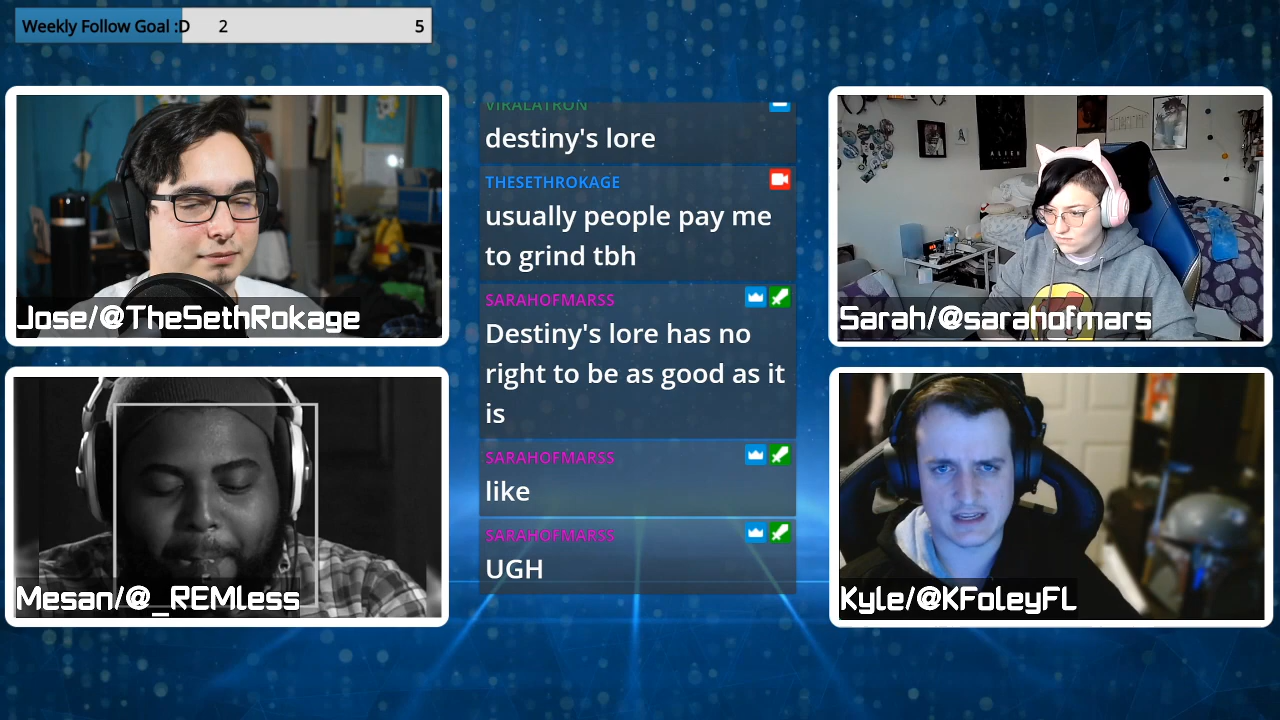 Weekly Follow Goal :D 2 5
VIRALATRON
destiny's lore
THESETHROKAGE
usually people pay me
to grind tbh
SARAHOFMARSS
Destiny's lore has no
right to be as good as it
is
SARAHOFMARSS
like
SARAHOFMARSS
UGH
Jose/@TheSethRokage
Mesan/@_REMless
ALIEN
Sarah/@sarahofmars
Kyle/@KFoleyFL